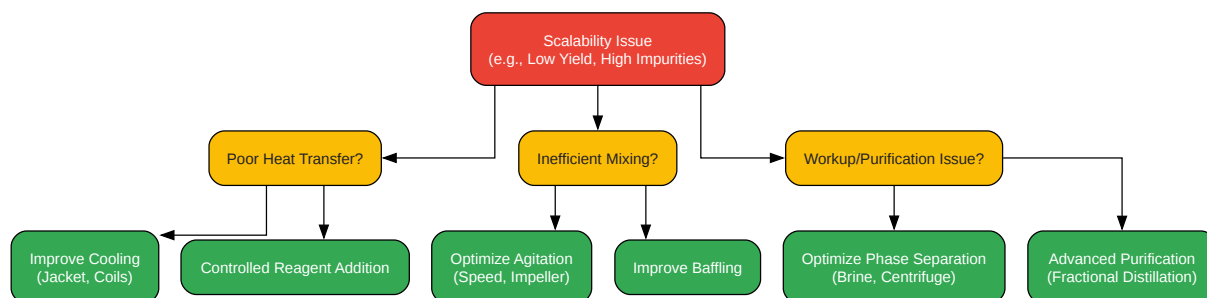 Scalability Issue
(e.g., Low Yield, High Impurities)
Poor Heat Transfer?
Inefficient Mixing?
Workup/Purification Issue?
Improve Cooling
(Jacket, Coils)
Controlled Reagent Addition
Optimize Agitation
(Speed, Impeller)
Improve Baffling
Optimize Phase Separation
(Brine, Centrifuge)
Advanced Purification
(Fractional Distillation)